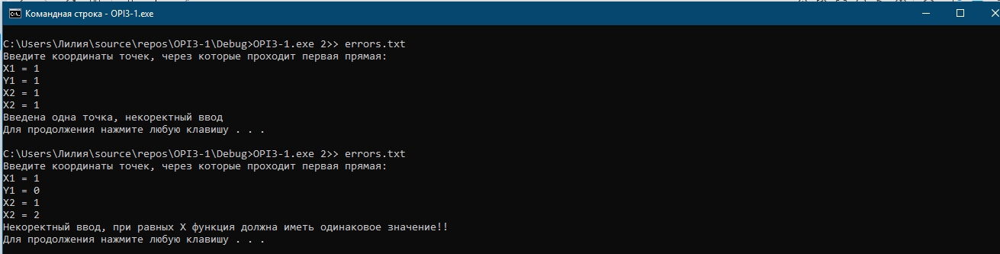 Командная строка - OPI3-1.exe
C:\Users\Лилия\source\repos\OPI3-1\Debug>OPI3-1.exe 2>> errors.txt
Введите координаты точек, через которые проходит первая прямая:
X1 = 1
Y1 = 1
X2 = 1
X2 = 1
Введена одна точка, некоректный ввод
Для продолжения нажмите любую клавишу . . .
C:\Users\Лилия\source\repos\OPI3-1\Debug>OPI3-1.exe 2>> errors.txt
Введите координаты точек, через которые проходит первая прямая:
X1 = 1
Y1 = 0
X2 = 1
X2 = 2
Некоректный ввод, при равных X функция должна иметь одинаковое значение!!
Для продолжения нажмите любую клавишу . . .